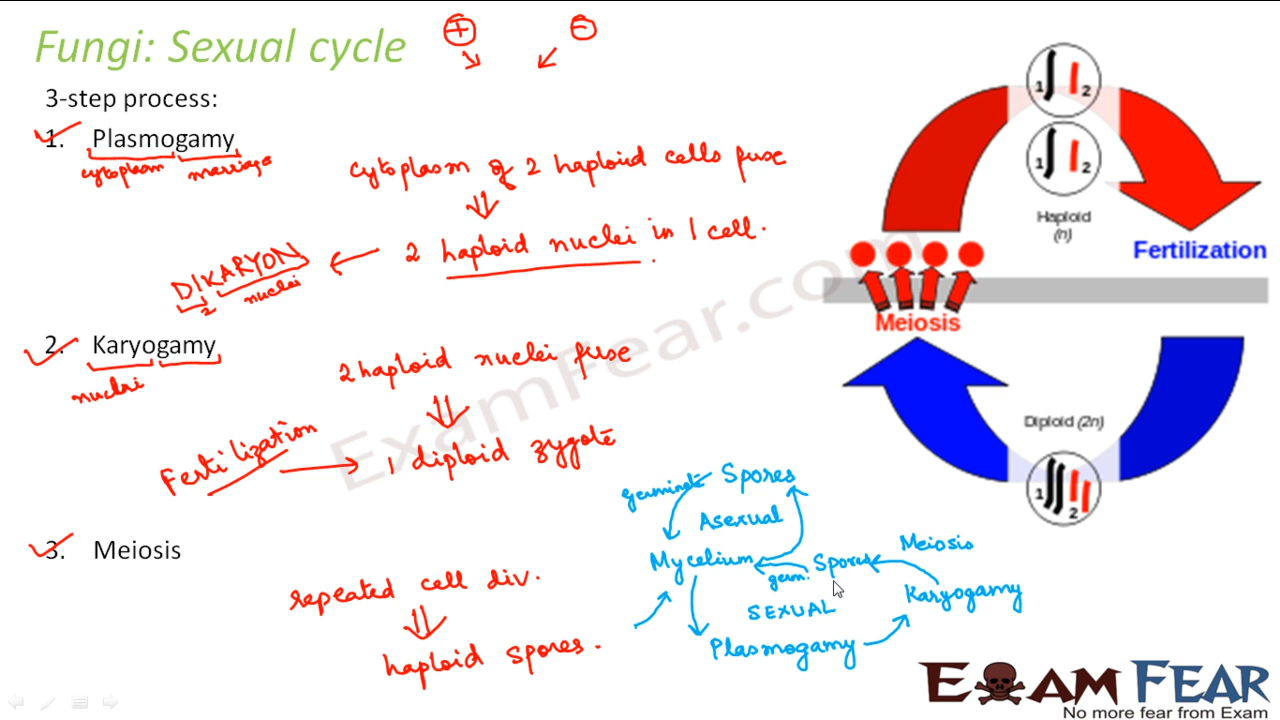 Fungi: Sexual cycle
+ -
3-step process:
1. Plasmogamy
cytoplasm marriage
cytoplasm of 2 haploid cells fuse
2 haploid nuclei in 1 cell.
DIKARYON
2 nuclei
2. Karyogamy
nuclei
2 haploid nuclei fuse
Fertilization
1 diploid zygote
3. Meiosis
repeated cell div.
haploid spores.
germinate Spores
Asexual
Mycelium
germ. Spores
Meiosis
Karyogamy
SEXUAL
Plasmogamy
1 2
1 2
Haploid
(n)
Fertilization
Meiosis
Diploid (2n)
1 2
ExamFear.com
EXAM FEAR
No more fear from Exam